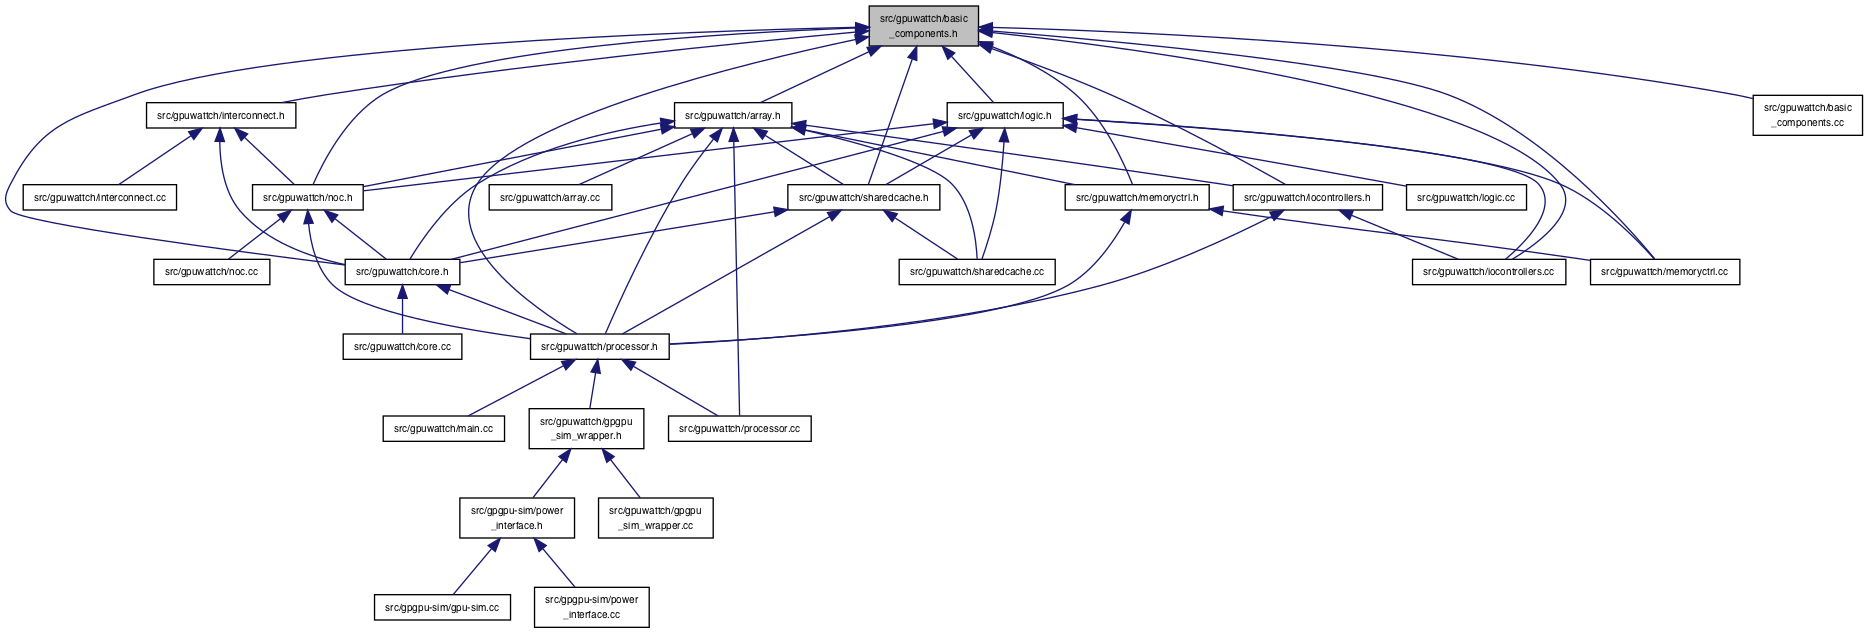 src/gpuwattch/basic
_components.h
src/gpuwattch/interconnect.h
src/gpuwattch/array.h
src/gpuwattch/logic.h
src/gpuwattch/basic
_components.cc
src/gpuwattch/interconnect.cc
src/gpuwattch/noc.h
src/gpuwattch/array.cc
src/gpuwattch/sharedcache.h
src/gpuwattch/memoryctrl.h
src/gpuwattch/iocontrollers.h
src/gpuwattch/logic.cc
src/gpuwattch/noc.cc
src/gpuwattch/core.h
src/gpuwattch/sharedcache.cc
src/gpuwattch/iocontrollers.cc
src/gpuwattch/memoryctrl.cc
src/gpuwattch/core.cc
src/gpuwattch/processor.h
src/gpuwattch/main.cc
src/gpuwattch/gpgpu
_sim_wrapper.h
src/gpuwattch/processor.cc
src/gpgpu-sim/power
_interface.h
src/gpuwattch/gpgpu
_sim_wrapper.cc
src/gpgpu-sim/gpu-sim.cc
src/gpgpu-sim/power
_interface.cc